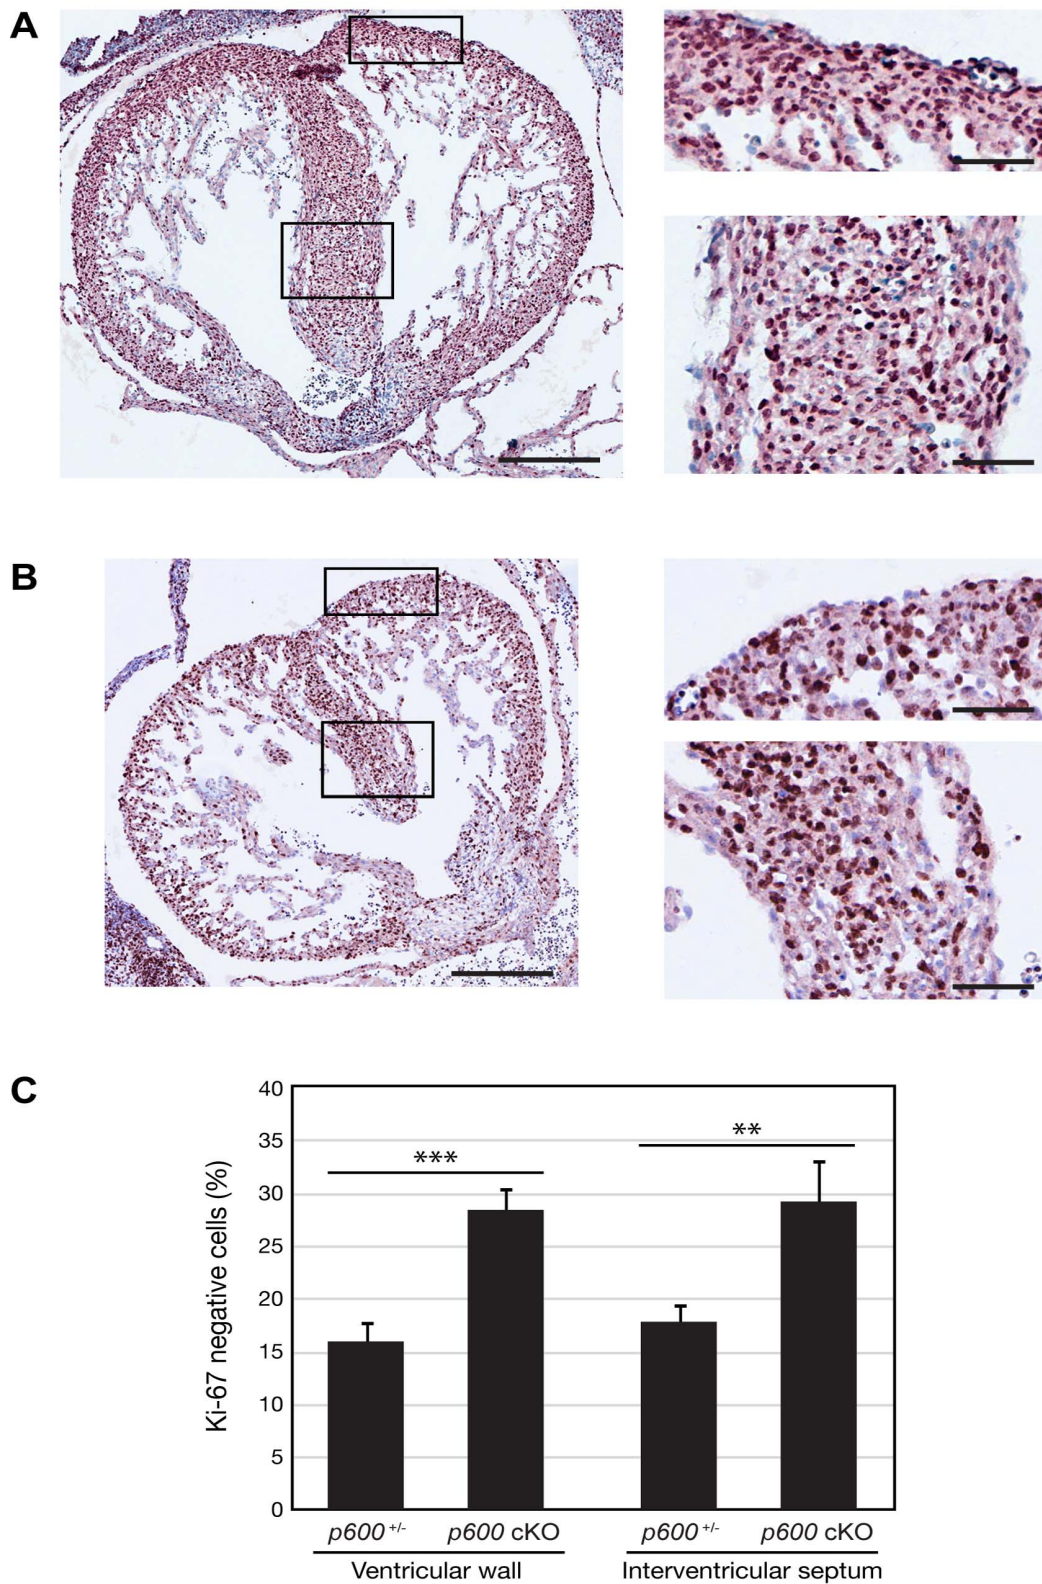 A
B
C
40
35
30
25
20
15
10
5
0
Ki-67 negative cells (%)
***
**
p600 +/- p600 cKO p600 +/- p600 cKO
Ventricular wall Interventricular septum